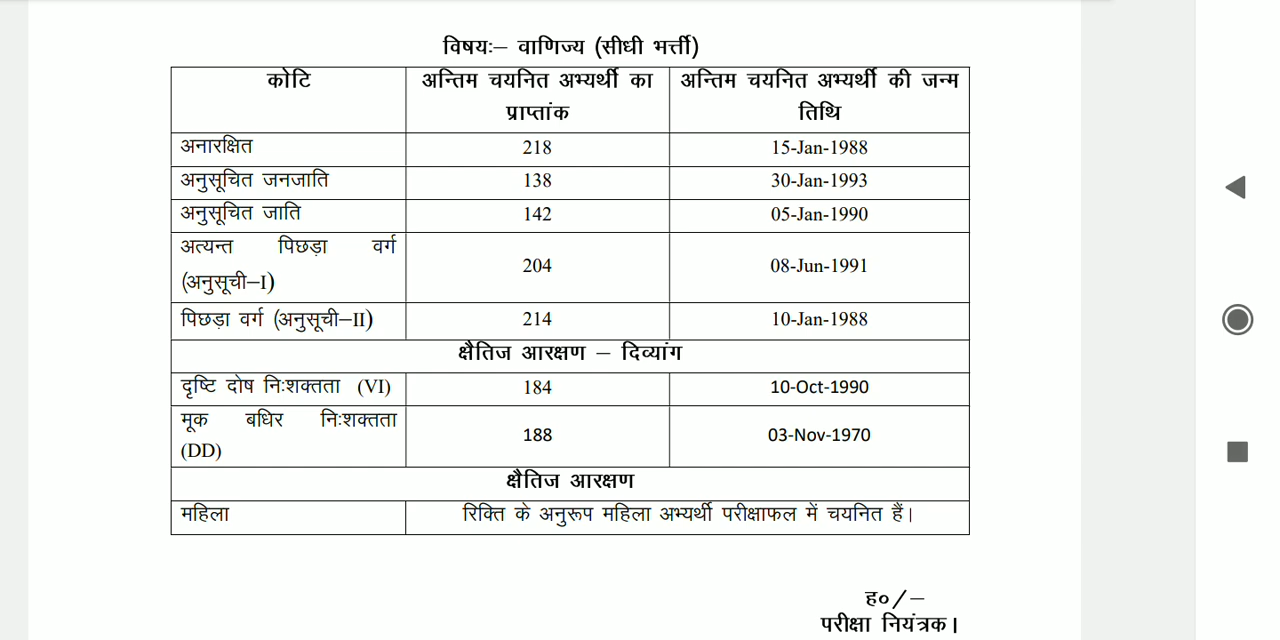 विषयः– वाणिज्य (सीधी भर्त्ती)
कोटि अन्तिम चयनित अभ्यर्थी का अन्तिम चयनित अभ्यर्थी की जन्म
प्राप्तांक तिथि
अनारक्षित 218 15-Jan-1988
अनुसूचित जनजाति 138 30-Jan-1993
अनुसूचित जाति 142 05-Jan-1990
अत्यन्त पिछड़ा वर्ग
(अनुसूची–I) 204 08-Jun-1991
पिछड़ा वर्ग (अनुसूची–II) 214 10-Jan-1988
क्षैतिज आरक्षण – दिव्यांग
दृष्टि दोष निःशक्तता (VI) 184 10-Oct-1990
मूक बधिर निःशक्तता
(DD) 188 03-Nov-1970
क्षैतिज आरक्षण
महिला रिक्ति के अनुरूप महिला अभ्यर्थी परीक्षाफल में चयनित हैं।
ह०/–
परीक्षा नियंत्रक।